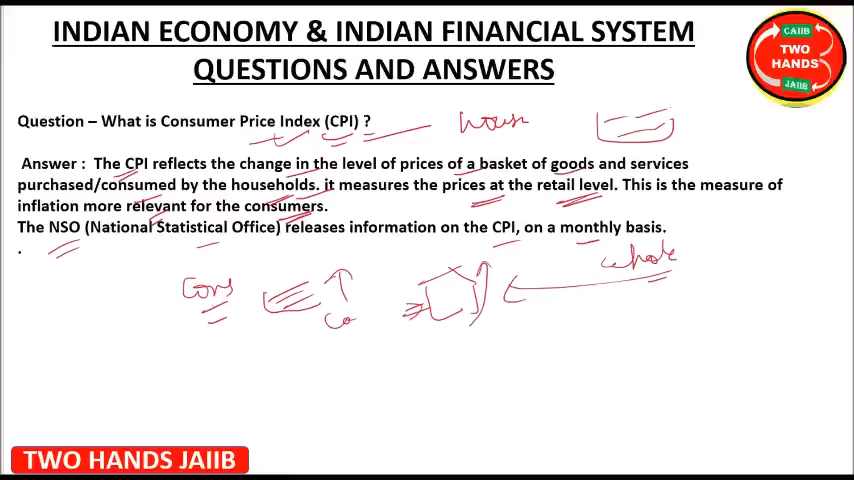 INDIAN ECONOMY & INDIAN FINANCIAL SYSTEM
QUESTIONS AND ANSWERS
CAIIB
TWO
HANDS
JAIIB
Question – What is Consumer Price Index (CPI) ?
House
Answer : The CPI reflects the change in the level of prices of a basket of goods and services
purchased/consumed by the households. it measures the prices at the retail level. This is the measure of
inflation more relevant for the consumers.
The NSO (National Statistical Office) releases information on the CPI, on a monthly basis.
.
Cons
Co
TWO HANDS JAIIB